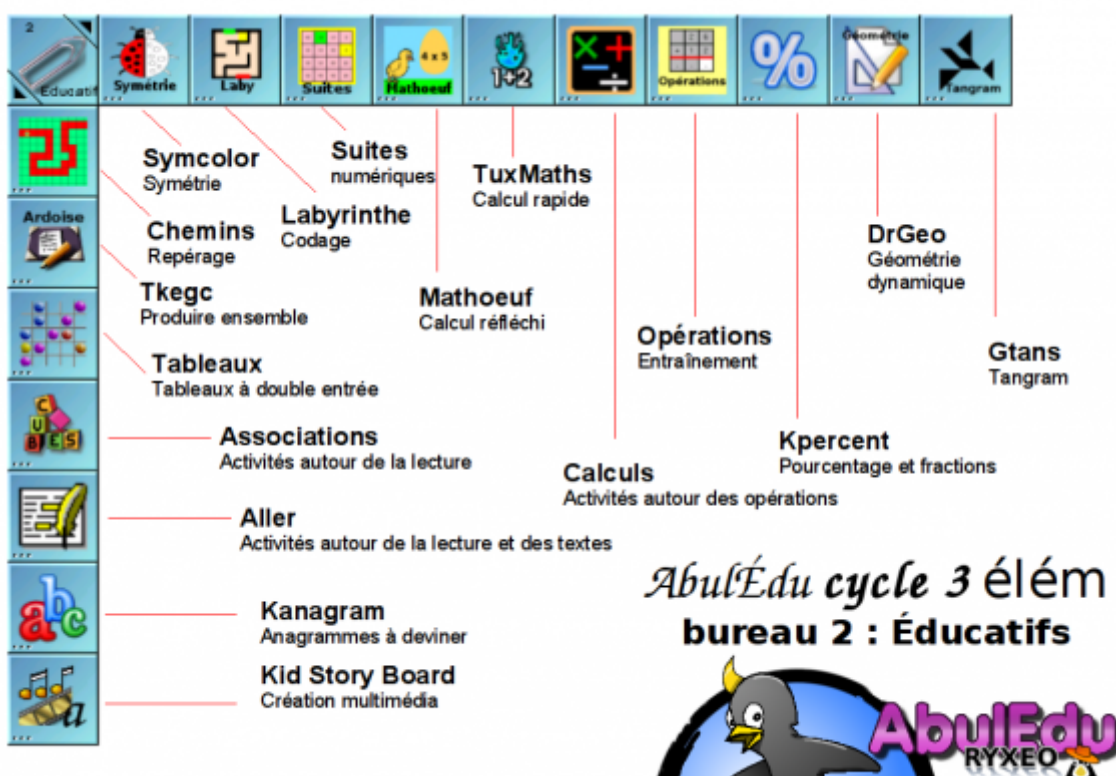 2
Éducatif
Symétrie
Laby
Suites
4 x 5
Mathoeuf
1+2
Opérations
%
Géométrie
Tangram
Symcolor
Symétrie
Suites
numériques
TuxMaths
Calcul rapide
Labyrinthe
Codage
Chemins
Repérage
DrGeo
Géométrie
dynamique
Ardoise
Tkegc
Produire ensemble
Mathoeuf
Calcul réfléchi
Opérations
Entraînement
Gtans
Tangram
Tableaux
Tableaux à double entrée
CUBES
Associations
Activités autour de la lecture
Kpercent
Pourcentage et fractions
Calculs
Activités autour des opérations
Aller
Activités autour de la lecture et des textes
abc
Kanagram
Anagrammes à deviner
AbulÉdu cycle 3 élém
bureau 2 : Éducatifs
a
Kid Story Board
Création multimédia
AbulEdu
RYXEO